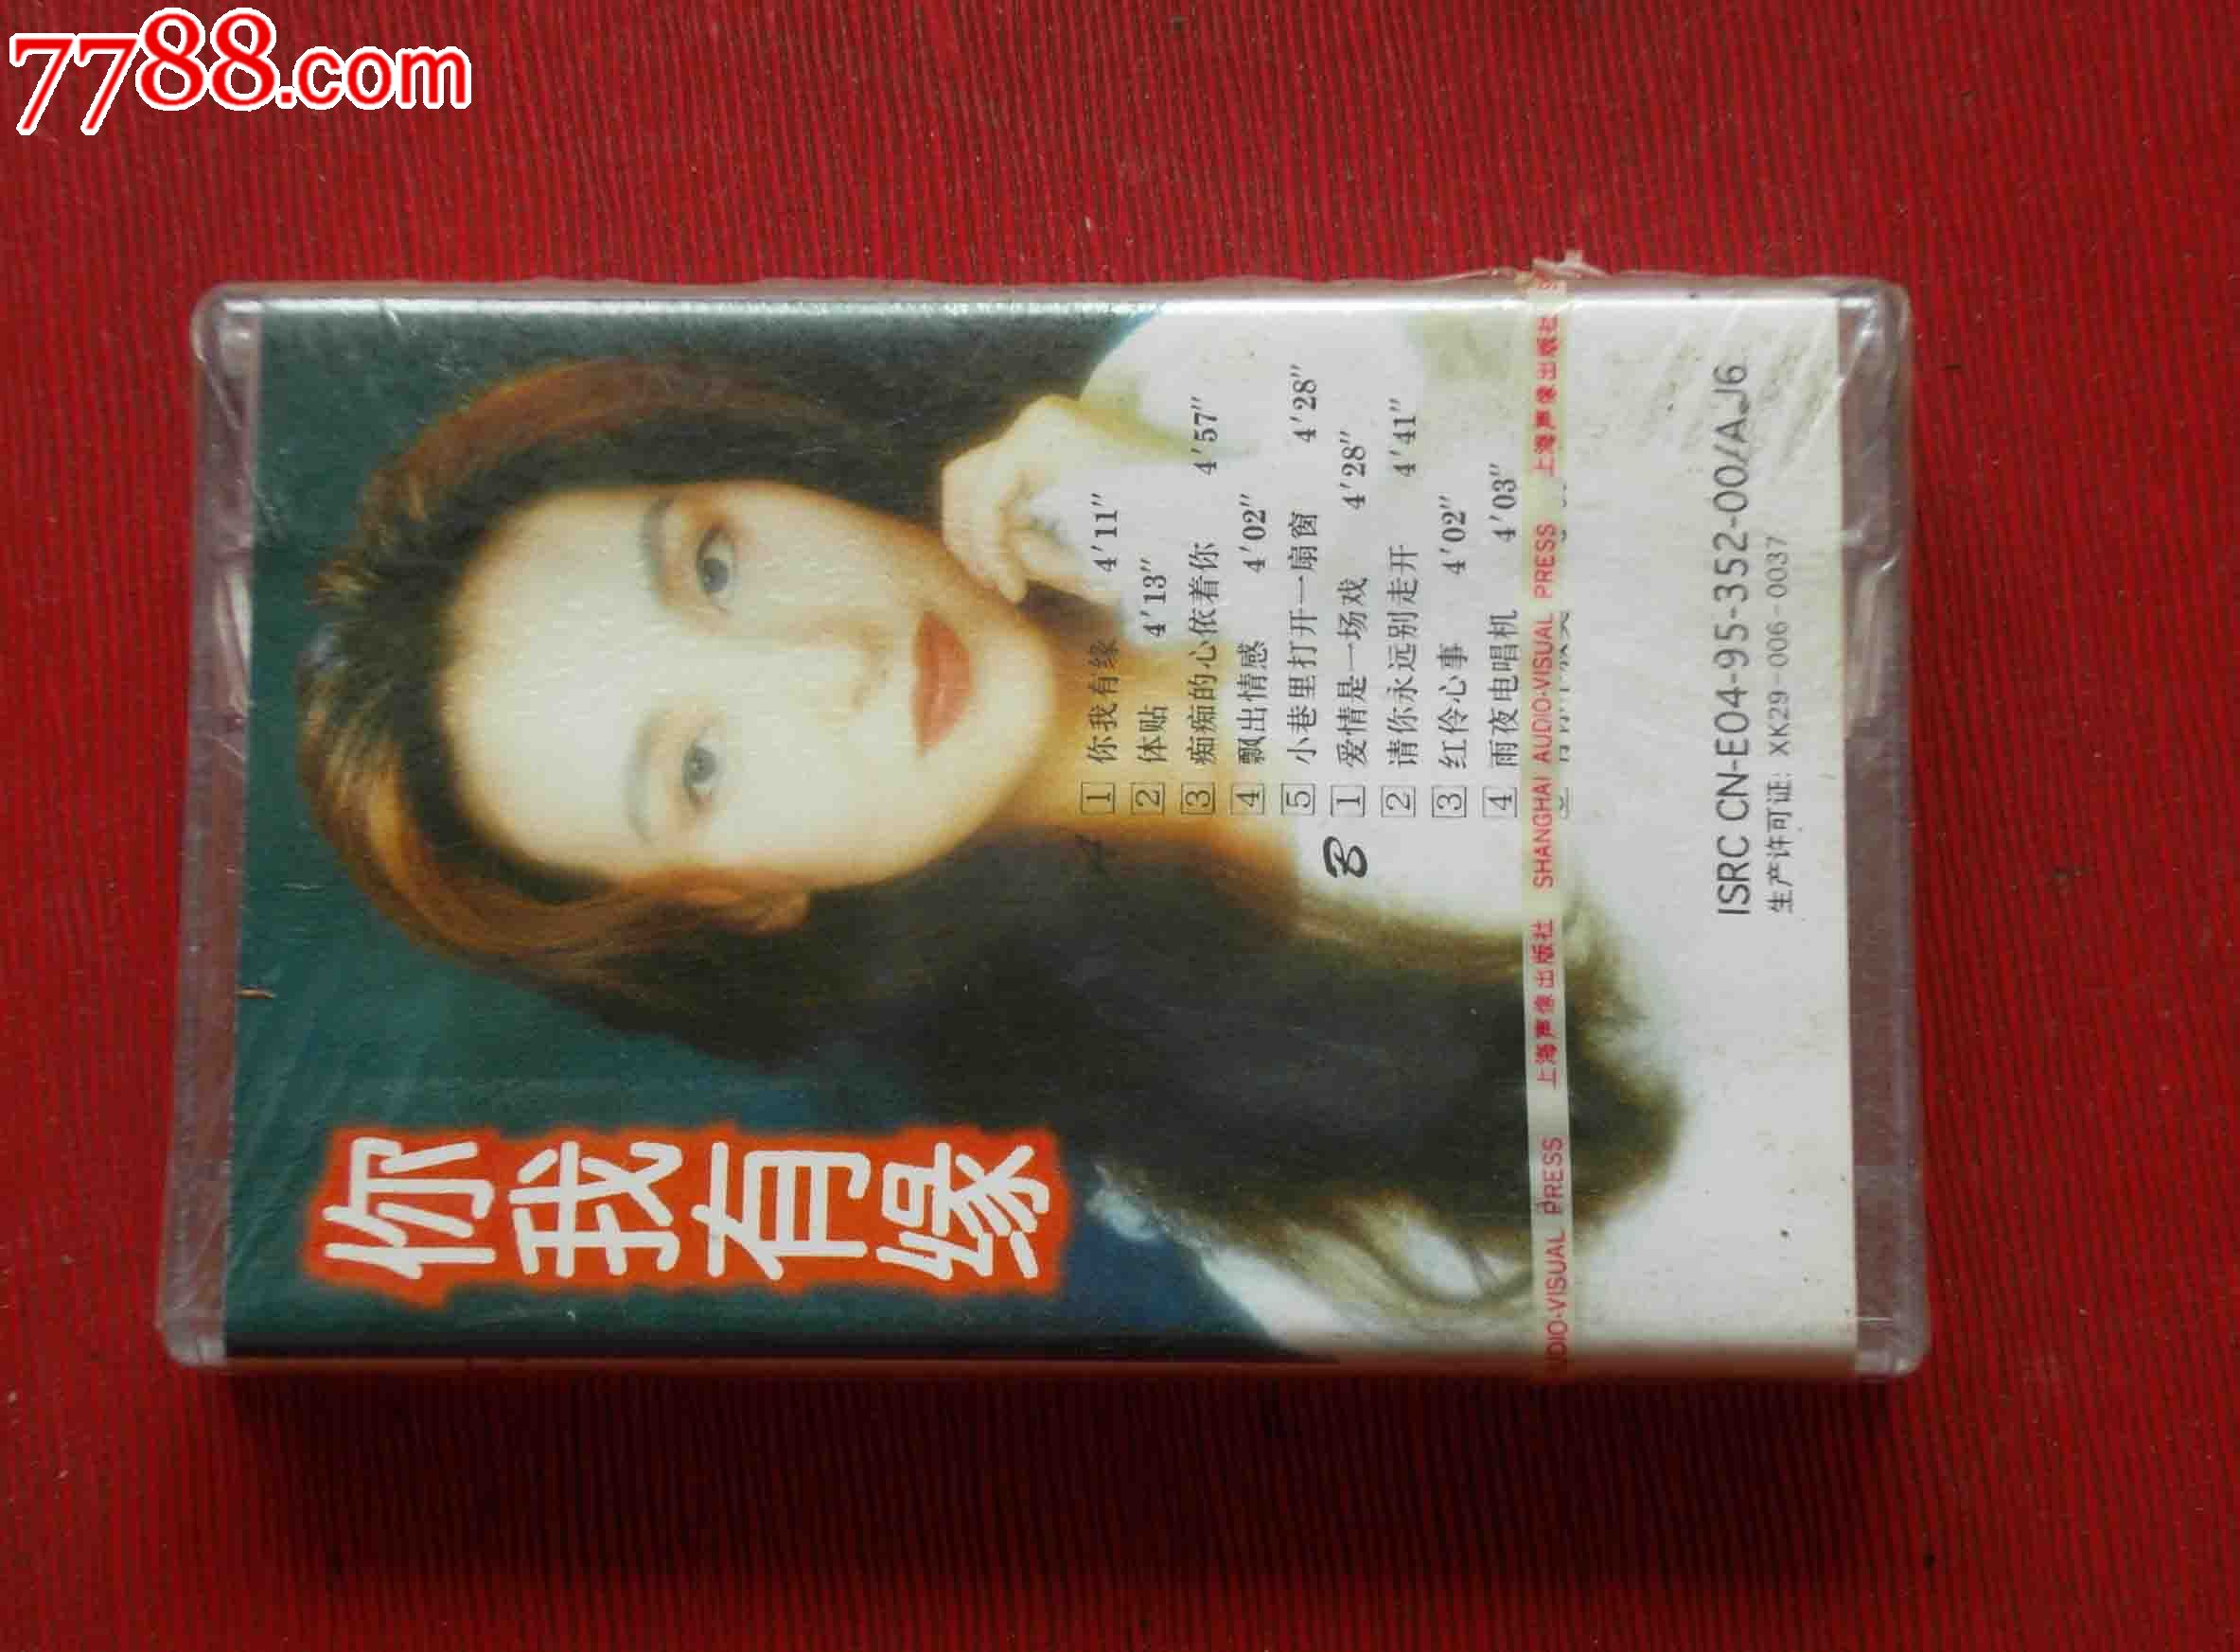 7788.com
你我有缘
1 你我有缘 4′11″
2 体贴 4′13″
3 痴痴的心依着你 4′57″
4 飘出情感 4′02″
5 小巷里打开一扇窗 4′28″
B 1 爱情是一场戏 4′28″
2 请你永远别走开 4′41″
3 红伶心事 4′02″
4 雨夜电唱机 4′03″
AUDIO·VISUAL PRESS 上海声像出版社 SHANGHAI AUDIO·VISUAL PRESS 上海声像出版社
ISRC CN-E04-95-352-00/A.J6
生产许可证: XK29-006-0037